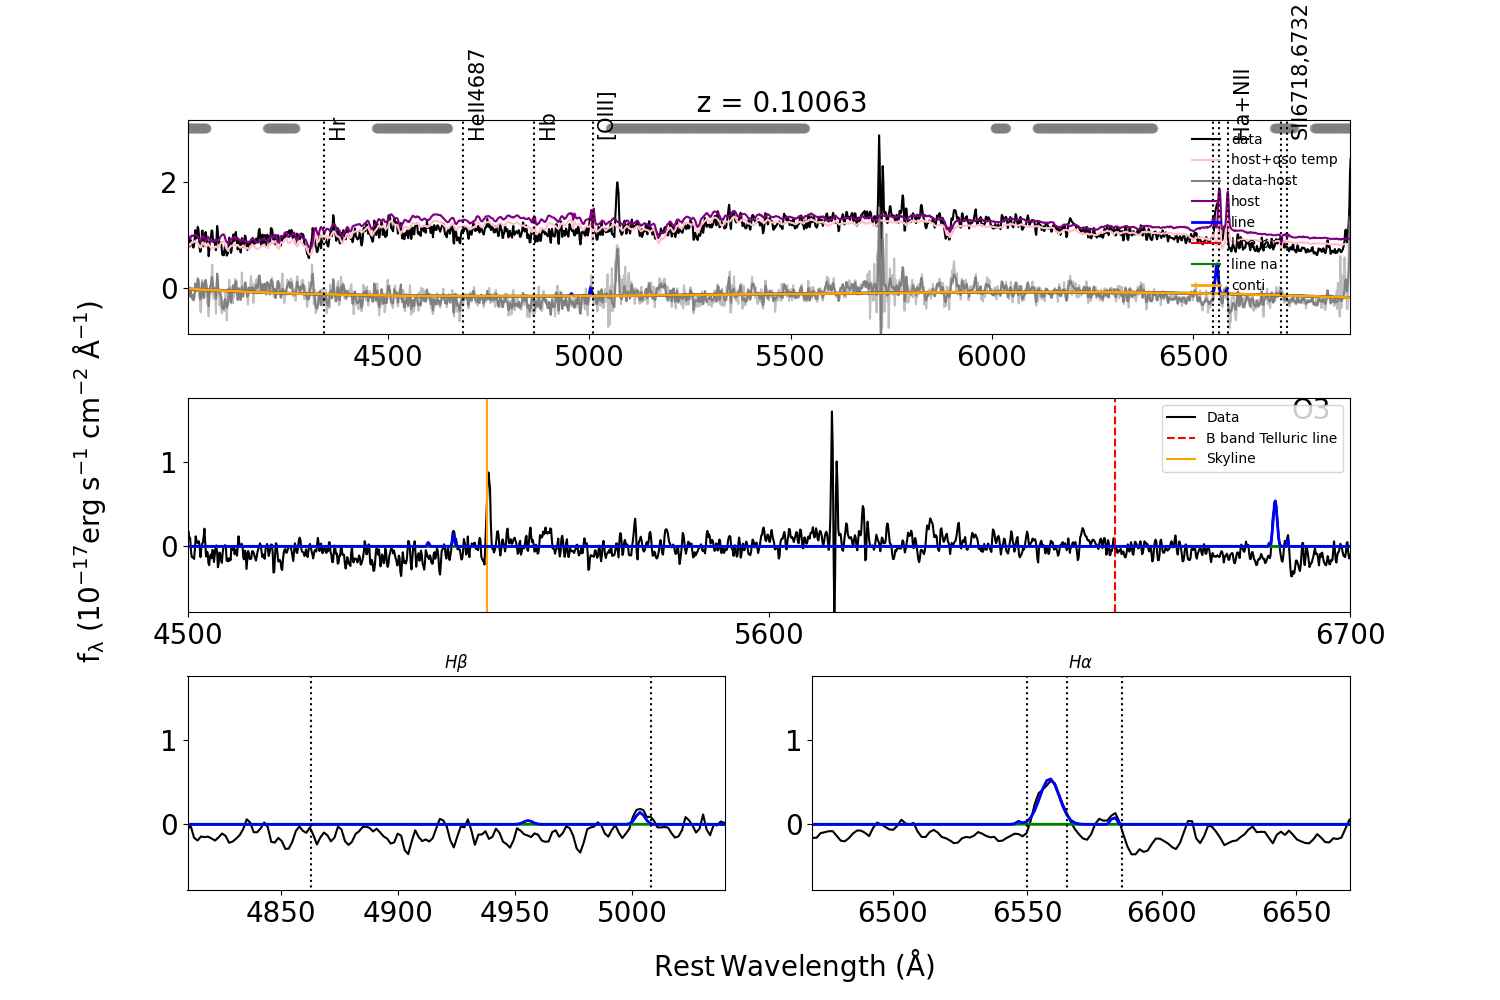 z = 0.10063
Hr
HeII4687
Hb
[OIII]
Ha+NII
SII6718,6732
data
host+qso temp
data-host
host
line
line na
conti
2
0
4500
5000
5500
6000
6500
fλ (10⁻¹⁷erg s⁻¹ cm⁻² Å⁻¹)
O3
Data
B band Telluric line
Skyline
1
0
4500
5600
6700
Hβ
1
0
4850
4900
4950
5000
Hα
1
0
6500
6550
6600
6650
Rest Wavelength (Å)